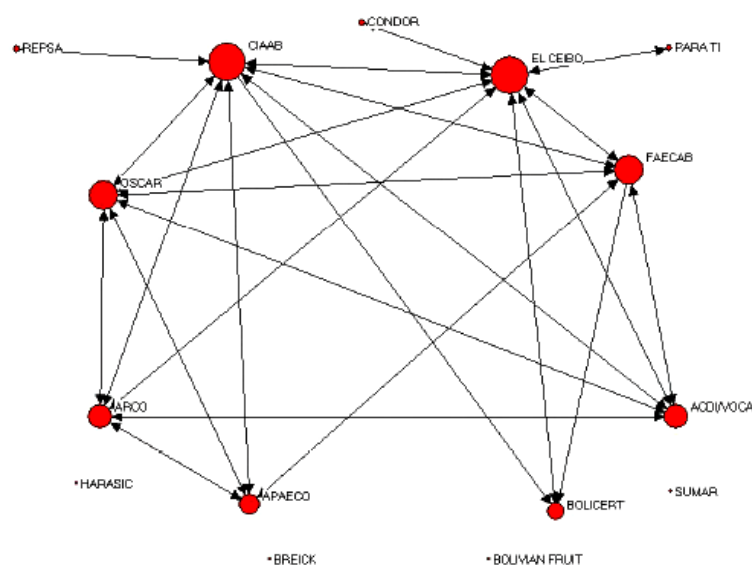 CONDOR
REPSA
CIAAB
EL CEIBO
PARA TI
FAECAB
OSCAR
ARCO
ACDI/VOCA
HARASIC
APAECO
BOLICERT
SUMAR
BREICK
BOLIVIAN FRUIT